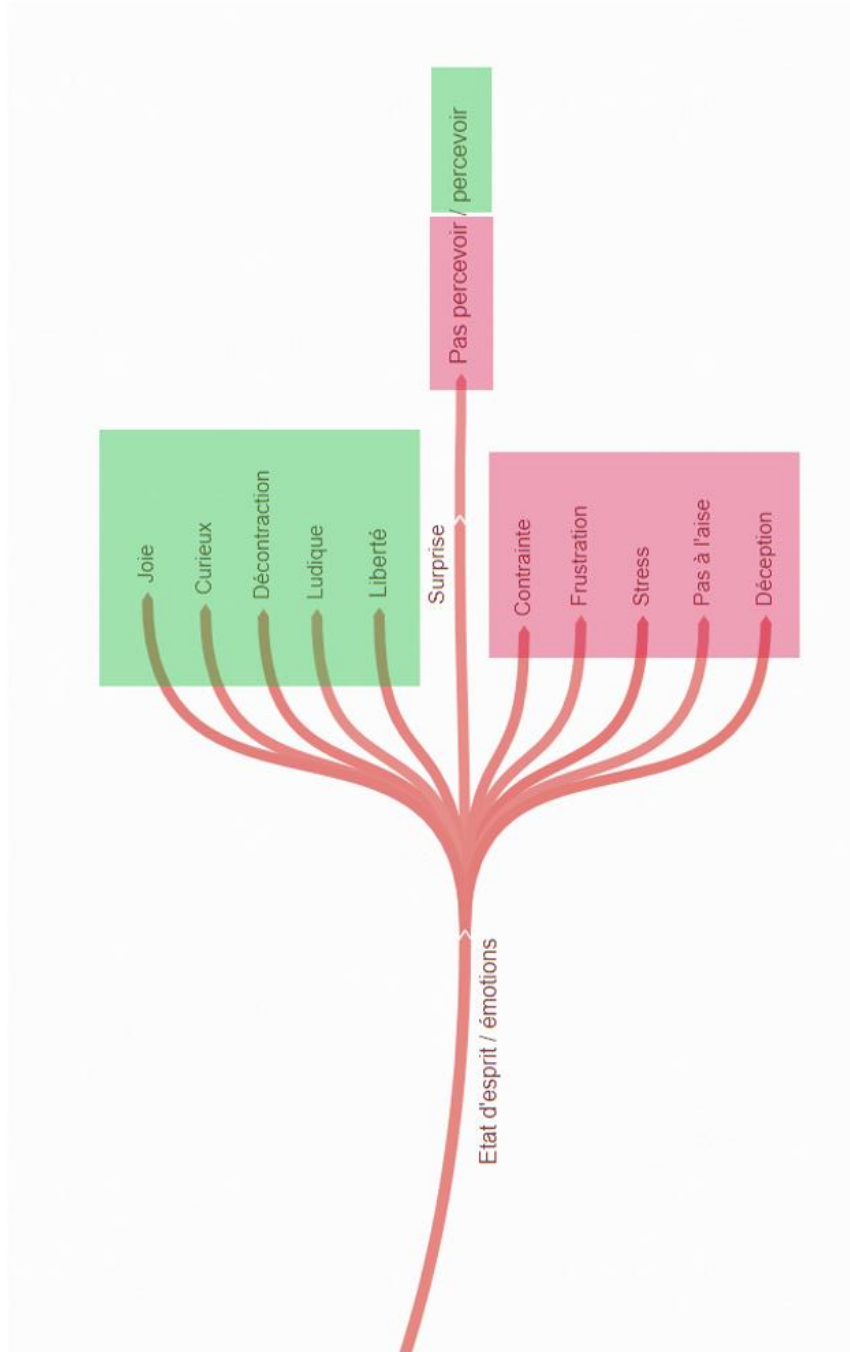 Etat d'esprit / émotions
Joie
Curieux
Décontraction
Ludique
Liberté
Surprise
Pas percevoir / percevoir
Contrainte
Frustration
Stress
Pas à l'aise
Déception